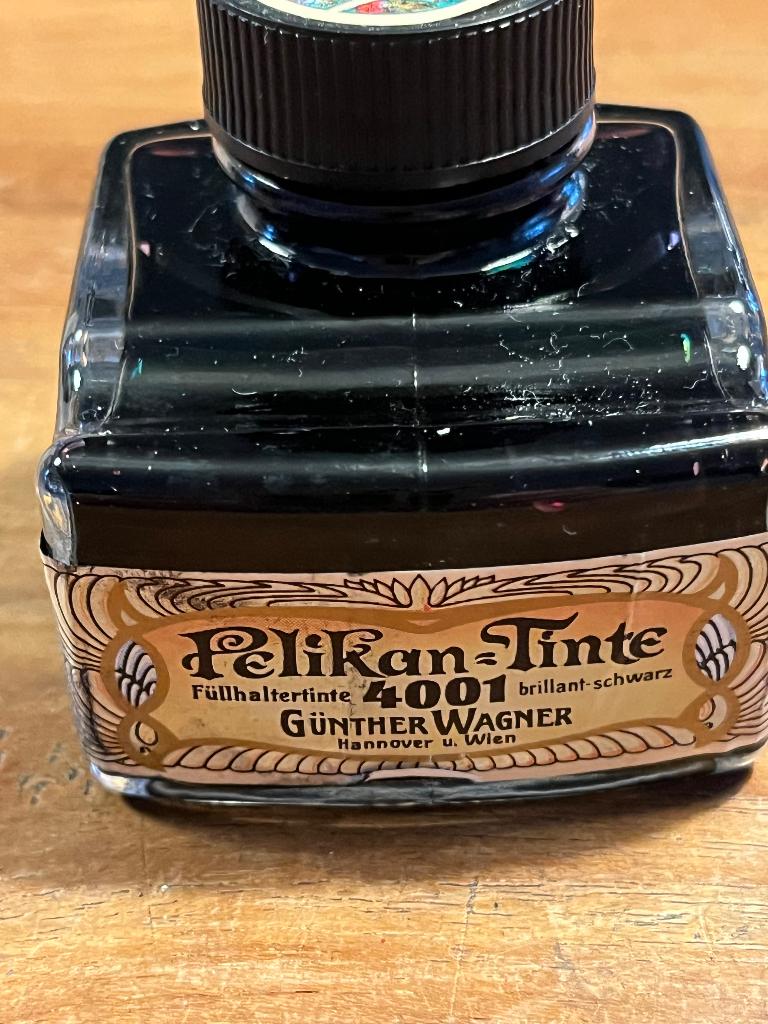 Pelikan-Tinte
Füllhaltertinte 4001 brillant-schwarz
GÜNTHER WAGNER
Hannover u. Wien